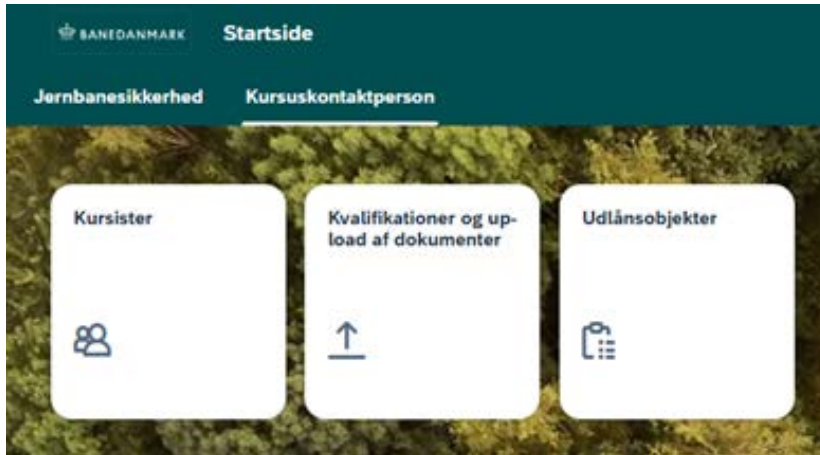 BANEDANMARK Startside
Jernbanesikkerhed Kursuskontaktperson
Kursister
Kvalifikationer og up-
load af dokumenter
Udlånsobjekter